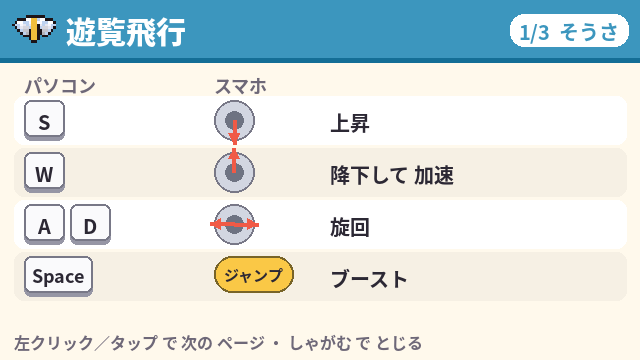 遊覧飛行
1/3 そうさ
パソコン スマホ
S 上昇
W 降下して 加速
A D 旋回
Space ジャンプ ブースト
左クリック／タップ で 次の ページ ・ しゃがむ で とじる